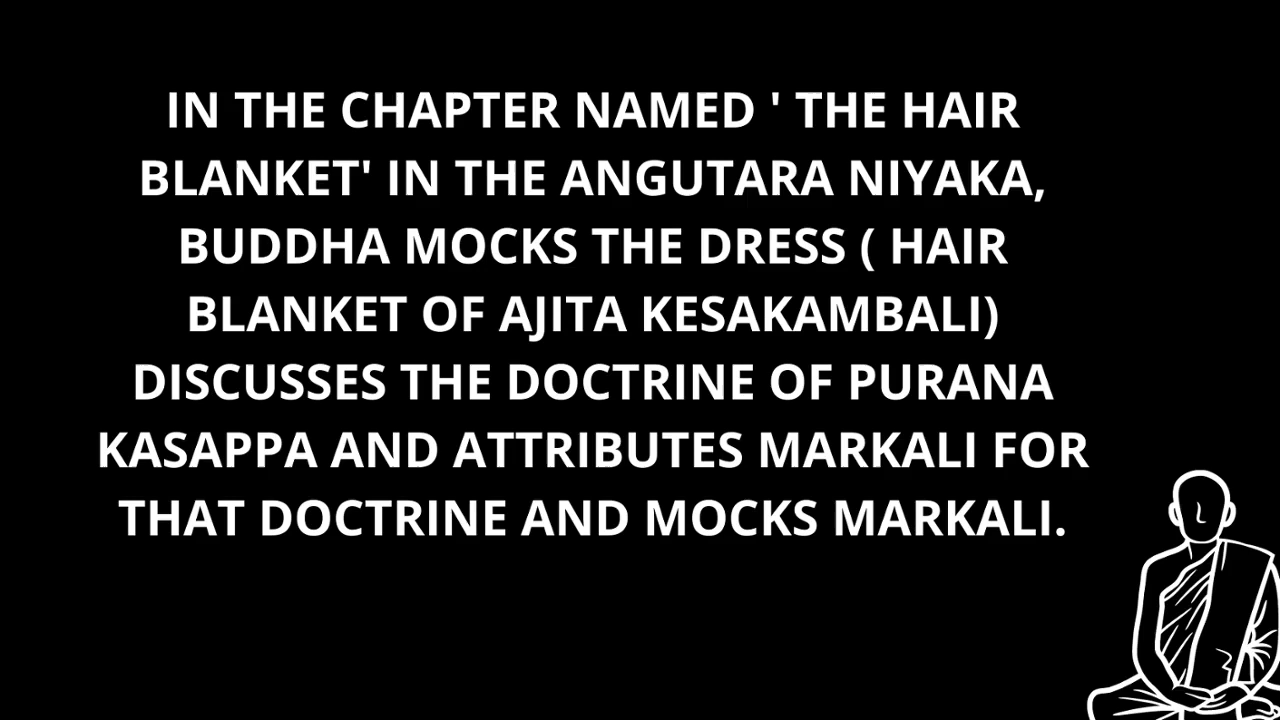 IN THE CHAPTER NAMED ' THE HAIR
BLANKET' IN THE ANGUTARA NIYAKA,
BUDDHA MOCKS THE DRESS ( HAIR
BLANKET OF AJITA KESAKAMBALI)
DISCUSSES THE DOCTRINE OF PURANA
KASAPPA AND ATTRIBUTES MARKALI FOR
THAT DOCTRINE AND MOCKS MARKALI.